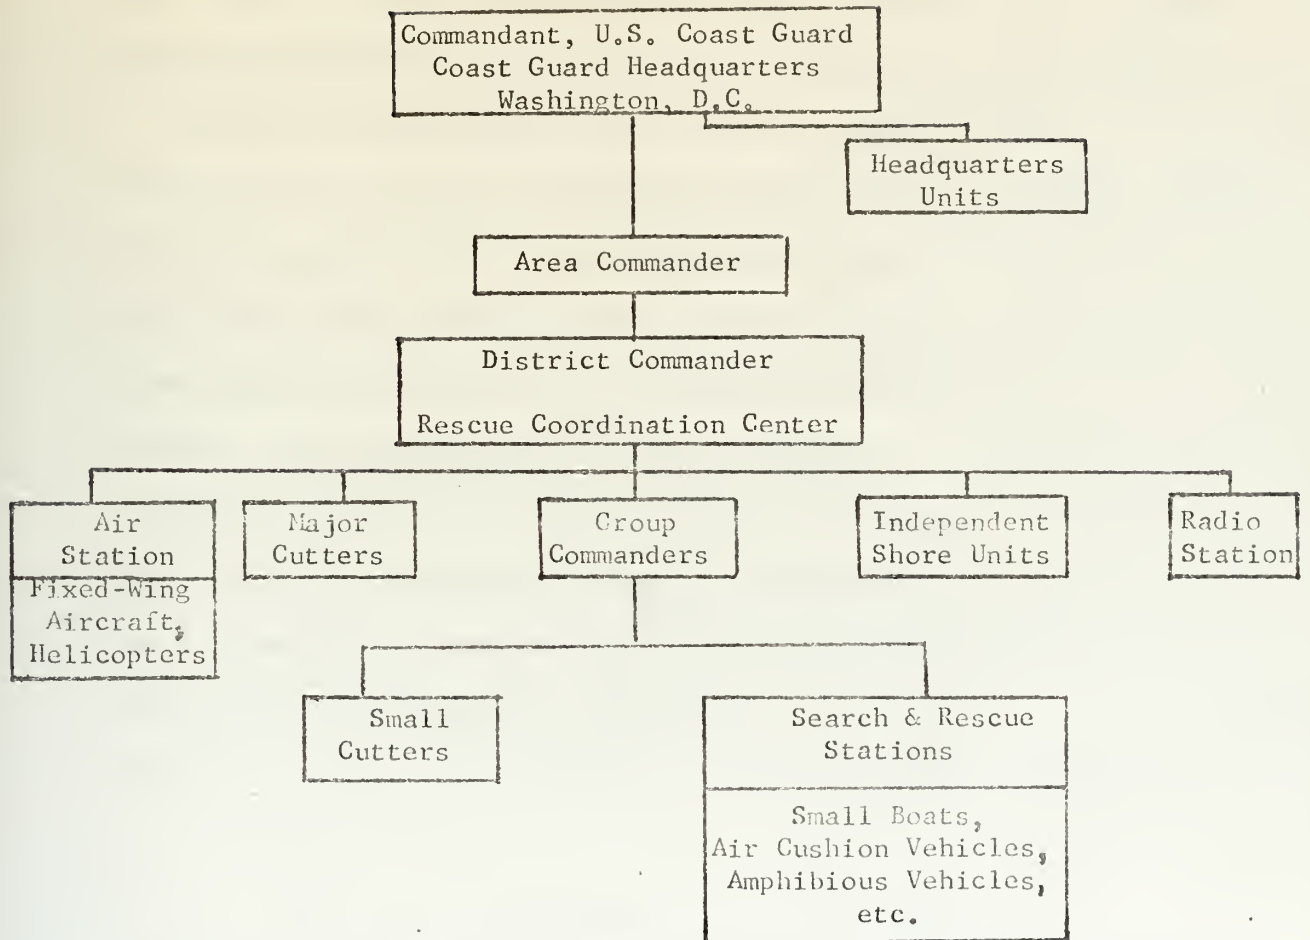 Commandant, U.S. Coast Guard
Coast Guard Headquarters
Washington, D.C.
Headquarters
Units
Area Commander
District Commander
Rescue Coordination Center
Air
Station
Fixed-Wing
Aircraft,
Helicopters
Major
Cutters
Group
Commanders
Independent
Shore Units
Radio
Station
Small
Cutters
Search & Rescue
Stations
Small Boats,
Air Cushion Vehicles,
Amphibious Vehicles,
etc.